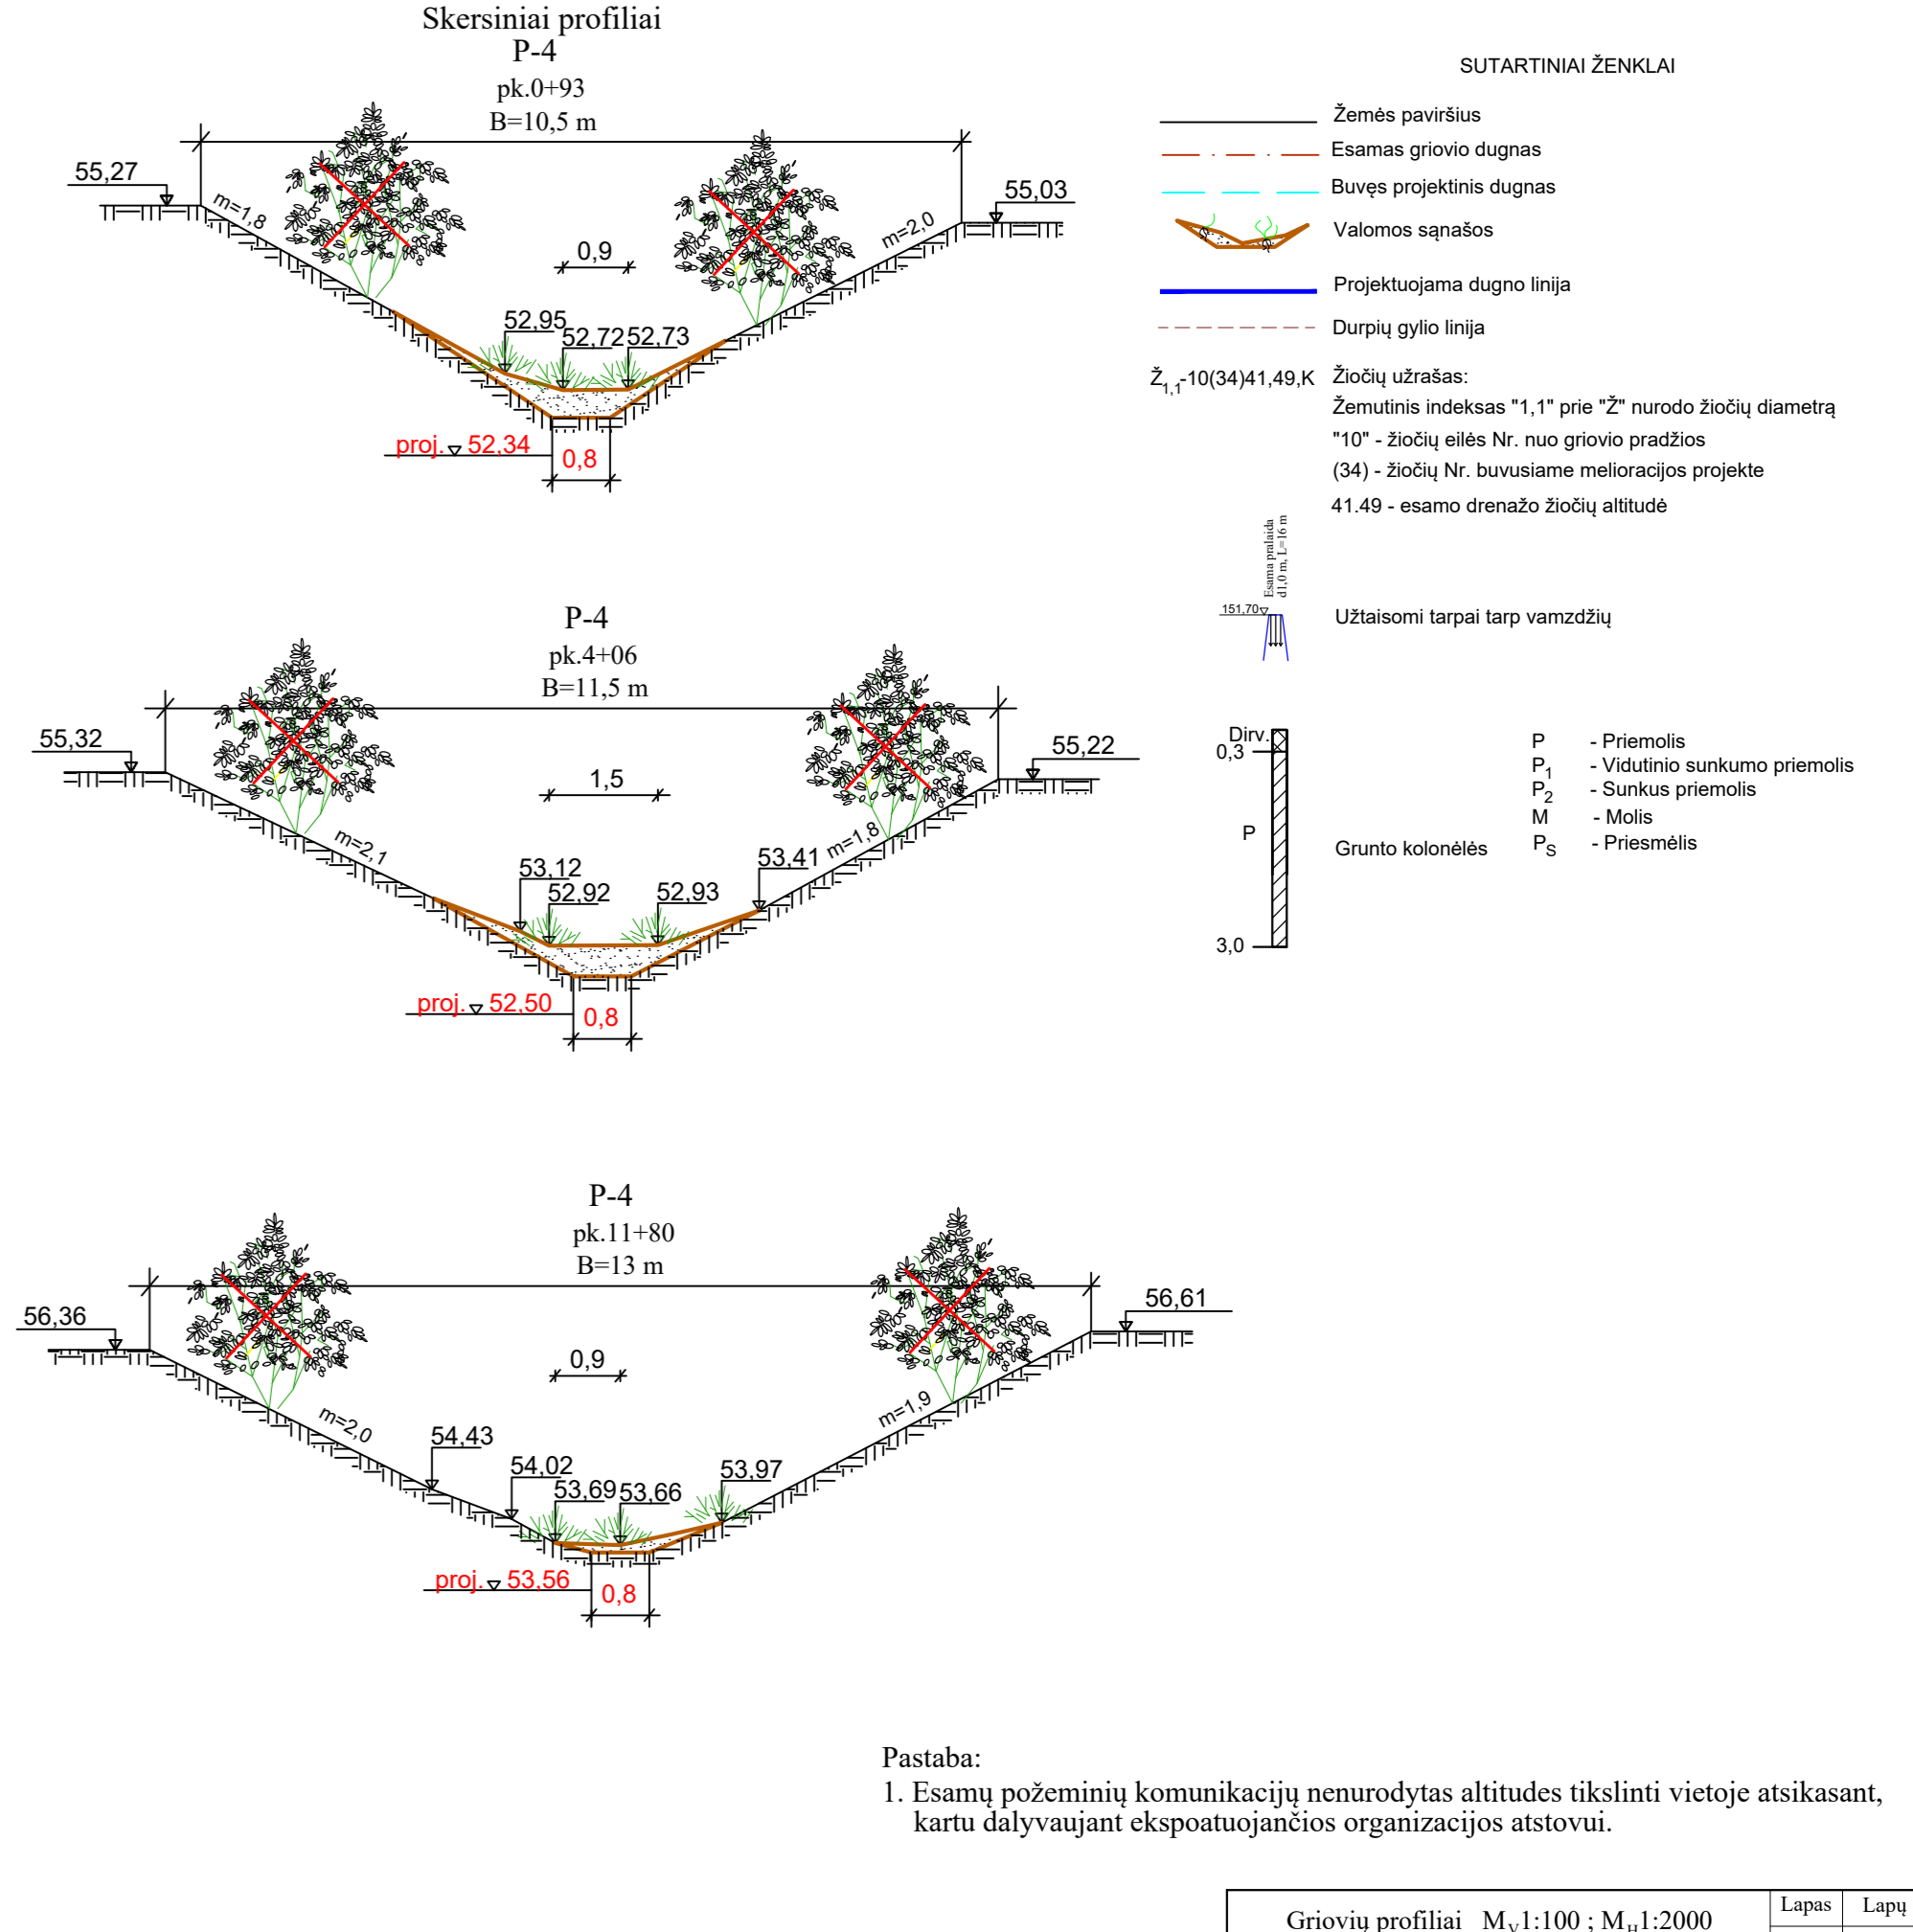 Skersiniai profiliai
P-4
pk.0+93
B=10,5 m
55,27
55,03
m=1,8
m=2,0
0,9
52,95
52,72
52,73
proj. 52,34
0,8
P-4
pk.4+06
B=11,5 m
55,32
55,22
1,5
m=2,1
m=1,8
53,12
53,41
52,92
52,93
proj. 52,50
0,8
P-4
pk.11+80
B=13 m
56,36
56,61
0,9
m=2,0
m=1,9
54,43
54,02
53,97
53,69
53,66
proj. 53,56
0,8
SUTARTINIAI ŽENKLAI
Žemės paviršius
Esamas griovio dugnas
Buvęs projektinis dugnas
Valomos sąnašos
Projektuojama dugno linija
Durpių gylio linija
Ž1,1-10(34)41,49,K Žiočių užrašas:
Žemutinis indeksas "1,1" prie "Ž" nurodo žiočių diametrą
"10" - žiočių eilės Nr. nuo griovio pradžios
(34) - žiočių Nr. buvusiame melioracijos projekte
41.49 - esamo drenažo žiočių altitudė
Esama pralaida
d1,0 m, L=16 m
151,70
Užtaisomi tarpai tarp vamzdžių
Dirv.
0,3
P
3,0
Grunto kolonėlės
P - Priemolis
P1 - Vidutinio sunkumo priemolis
P2 - Sunkus priemolis
M - Molis
PS - Priesmėlis
Pastaba:
1. Esamų požeminių komunikacijų nenurodytas altitudes tikslinti vietoje atsikasant,
kartu dalyvaujant ekspoatuojančios organizacijos atstovui.
Griovių profiliai MV1:100 ; MH1:2000
Lapas
Lapų